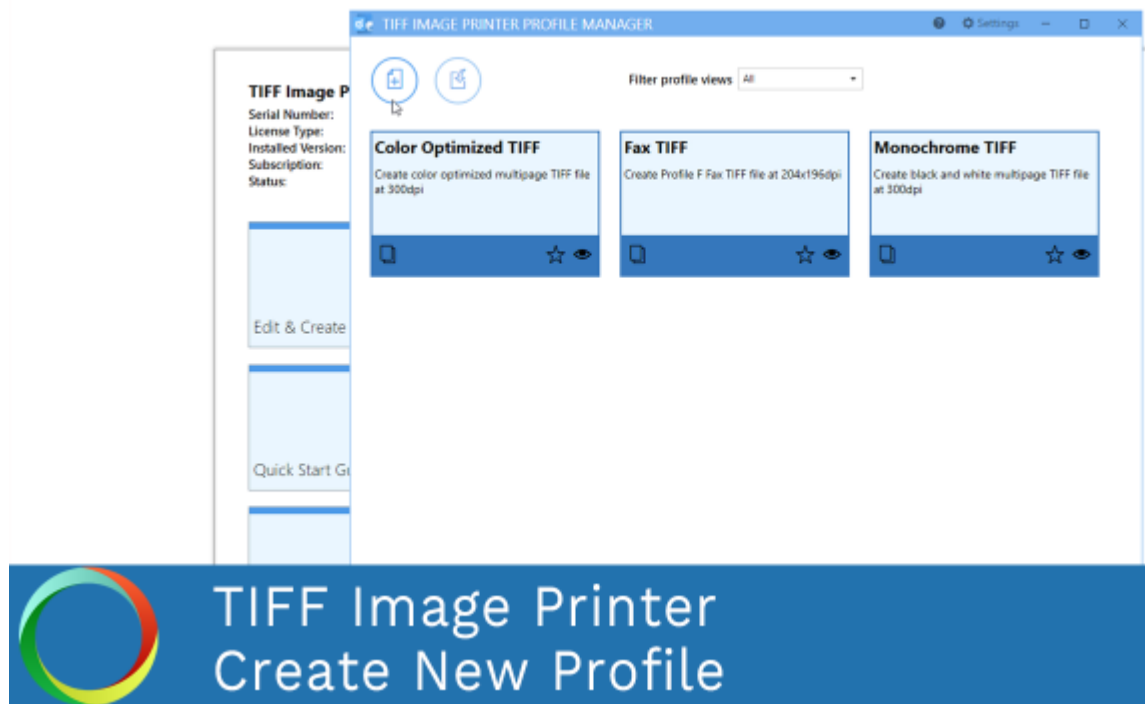 TIFF IMAGE PRINTER PROFILE MANAGER
Settings
Filter profile views All
TIFF Image P
Serial Number:
License Type:
Installed Version:
Subscription:
Status:
Color Optimized TIFF
Create color optimized multipage TIFF file
at 300dpi
Fax TIFF
Create Profile F Fax TIFF file at 204x196dpi
Monochrome TIFF
Create black and white multipage TIFF file
at 300dpi
Edit & Create
Quick Start Gu
TIFF Image Printer
Create New Profile